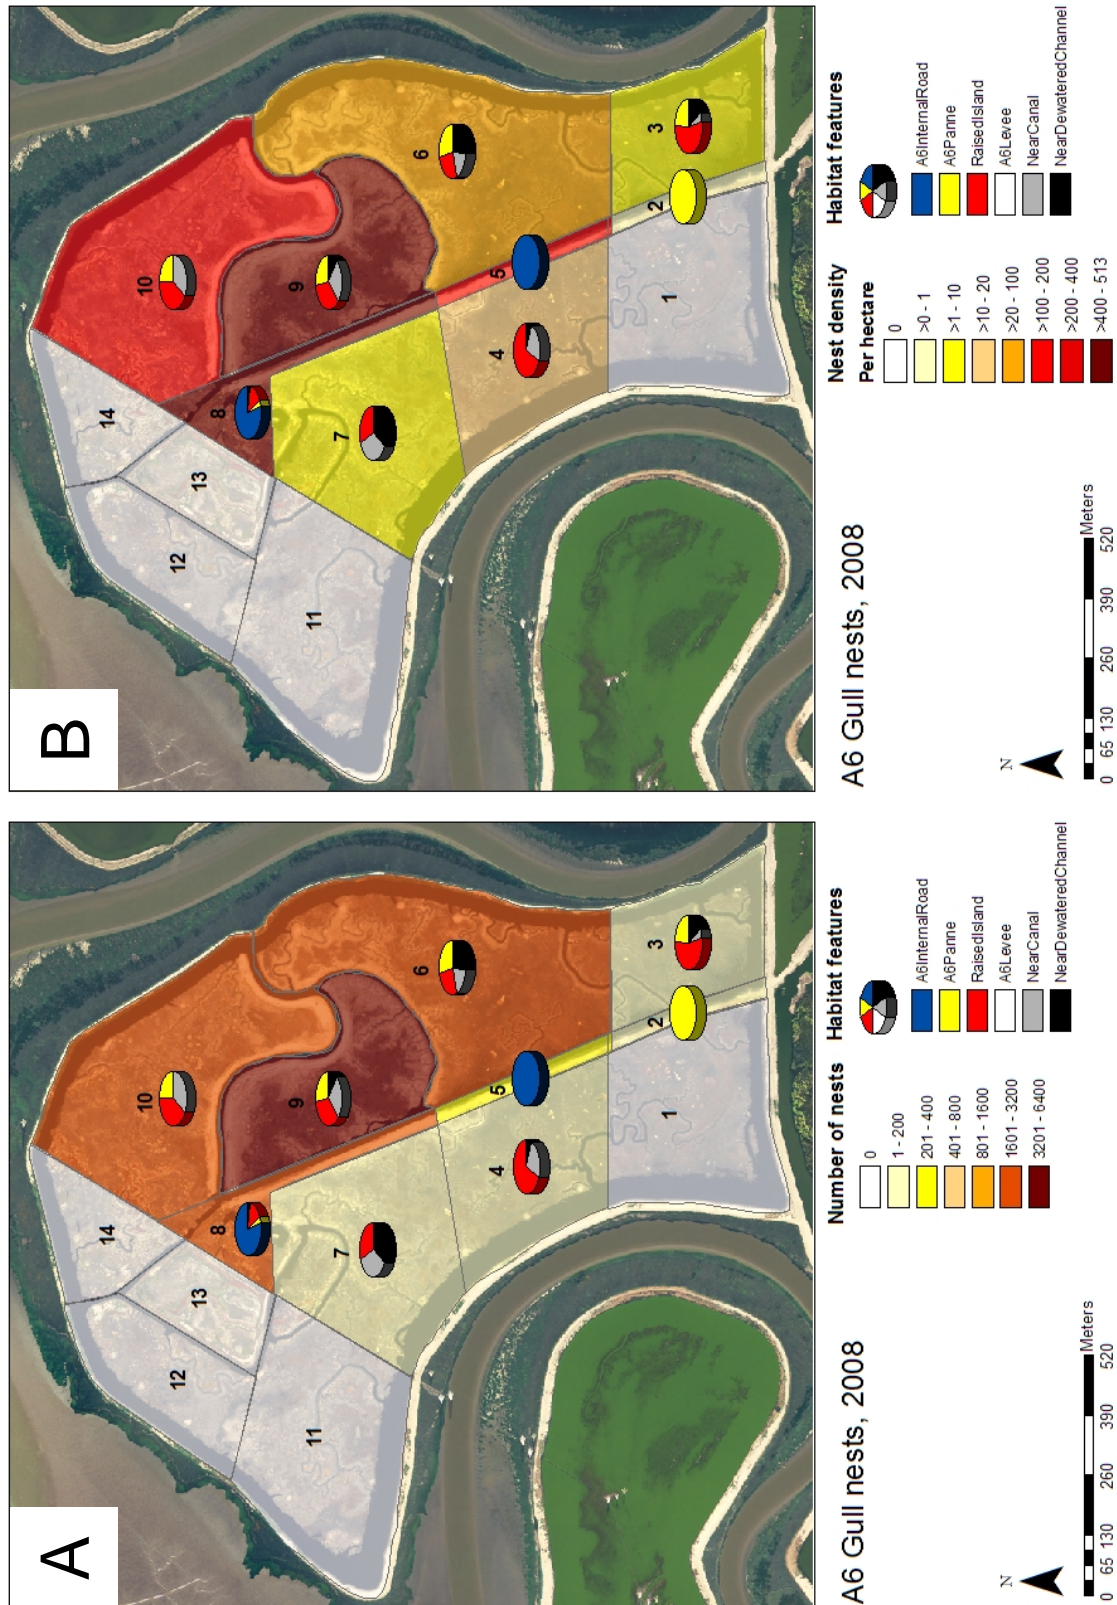 A
14
13
12
11
10
9
8
7
6
5
4
3
2
1
A6 Gull nests, 2008
N
0 65 130 260 390 520
Meters
Number of nests
0
1 - 200
201 - 400
401 - 800
801 - 1600
1601 - 3200
3201 - 6400
Habitat features
A6InternalRoad
A6Panne
RaisedIsland
A6Levee
NearCanal
NearDewateredChannel
B
14
13
12
11
10
9
8
7
6
5
4
3
2
1
A6 Gull nests, 2008
N
0 65 130 260 390 520
Meters
Nest density
Per hectare
0
>0 - 1
>1 - 10
>10 - 20
>20 - 100
>100 - 200
>200 - 400
>400 - 513
Habitat features
A6InternalRoad
A6Panne
RaisedIsland
A6Levee
NearCanal
NearDewateredChannel